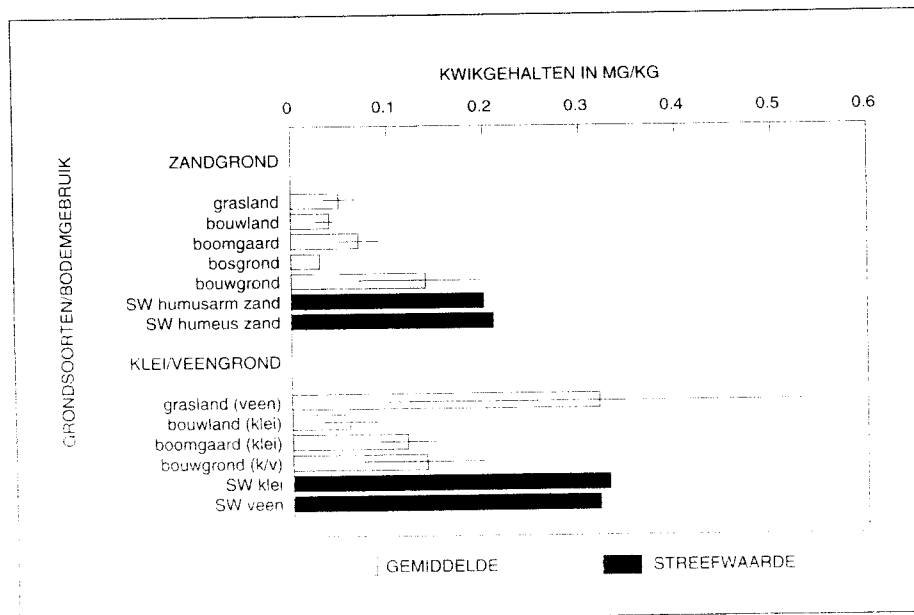 KWIKGEHALTEN IN MG/KG
0 0.1 0.2 0.3 0.4 0.5 0.6
GRONDSOORTEN/BODEMGEBRUIK
ZANDGROND
grasland
bouwland
boomgaard
bosgrond
bouwgrond
SW humusarm zand
SW humeus zand
KLEI/VEENGROND
grasland (veen)
bouwland (klei)
boomgaard (klei)
bouwgrond (k/v)
SW klei
SW veen
GEMIDDELDE STREEFWAARDE